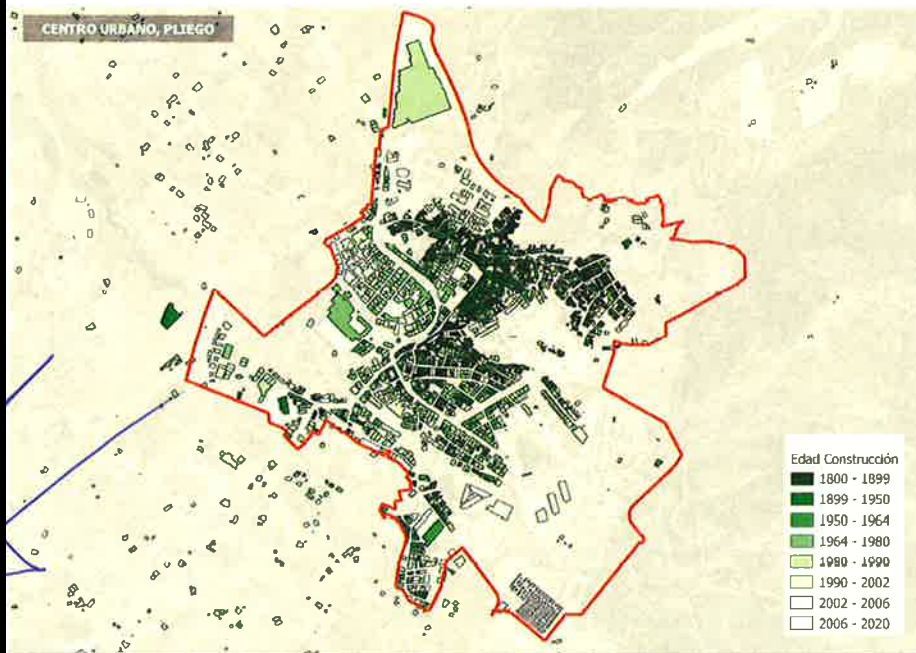 CENTRO URBANO, PLIEGO
Edad Construcción
1800 - 1899
1899 - 1950
1950 - 1964
1964 - 1980
1980 - 1990
1990 - 2002
2002 - 2006
2006 - 2020